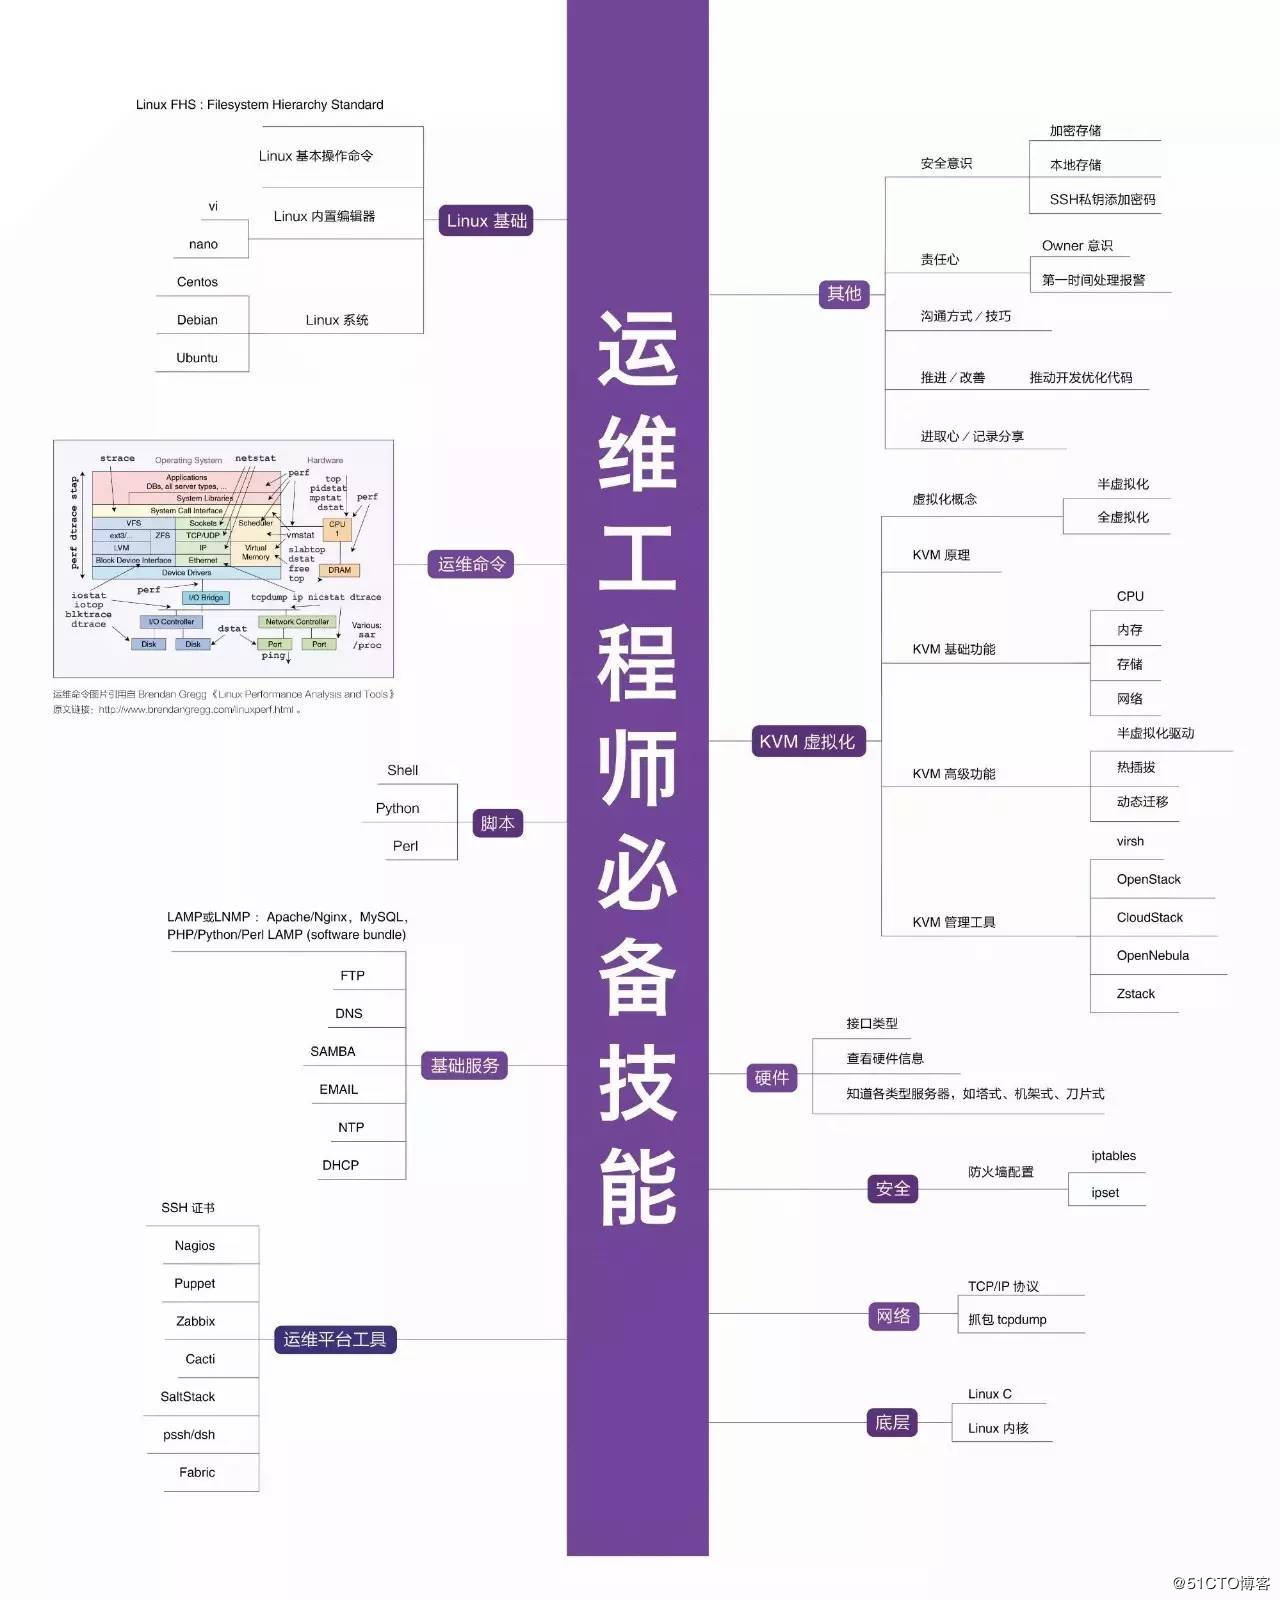 运维工程师必备技能
Linux FHS : Filesystem Hierarchy Standard
Linux 基本操作命令
vi
Linux 内置编辑器
Linux 基础
nano
Centos
Debian
Linux 系统
Ubuntu
strace
Operating System
netstat
Hardware
perf dtrace stap
Applications
DBs, all server types, ...
System Libraries
System Call Interface
VFS
Sockets
Scheduler
ext3/...
ZFS
TCP/UDP
LVM
IP
Virtual
Memory
Block Device Interface
Ethernet
Device Drivers
perf
top
pidstat
mpstat
dstat
perf
CPU
1
vmstat
slabtop
dstat
free
top
DRAM
iostat
iotop
blktrace
dtrace
perf
I/O Bridge
tcpdump ip nicstat dtrace
I/O Controller
Network Controller
Various:
sar
/proc
dstat
Disk
Disk
Port
Port
ping
运维命令
运维命令图片引用自 Brendan Gregg 《Linux Performance Analysis and Tools》
原文链接：http://www.brendangregg.com/linuxperf.html 。
Shell
Python
脚本
Perl
LAMP或LNMP ：Apache/Nginx，MySQL，
PHP/Python/Perl LAMP (software bundle)
FTP
DNS
SAMBA
基础服务
EMAIL
NTP
DHCP
SSH 证书
Nagios
Puppet
Zabbix
运维平台工具
Cacti
SaltStack
pssh/dsh
Fabric
加密存储
安全意识
本地存储
SSH私钥添加密码
Owner 意识
责任心
第一时间处理报警
其他
沟通方式／技巧
推进／改善
推动开发优化代码
进取心／记录分享
半虚拟化
虚拟化概念
全虚拟化
KVM 原理
CPU
内存
KVM 基础功能
存储
网络
KVM 虚拟化
半虚拟化驱动
KVM 高级功能
热插拔
动态迁移
virsh
OpenStack
CloudStack
KVM 管理工具
OpenNebula
Zstack
接口类型
查看硬件信息
硬件
知道各类型服务器，如塔式、机架式、刀片式
iptables
安全
防火墙配置
ipset
TCP/IP 协议
网络
抓包 tcpdump
Linux C
底层
Linux 内核
@51CTO博客